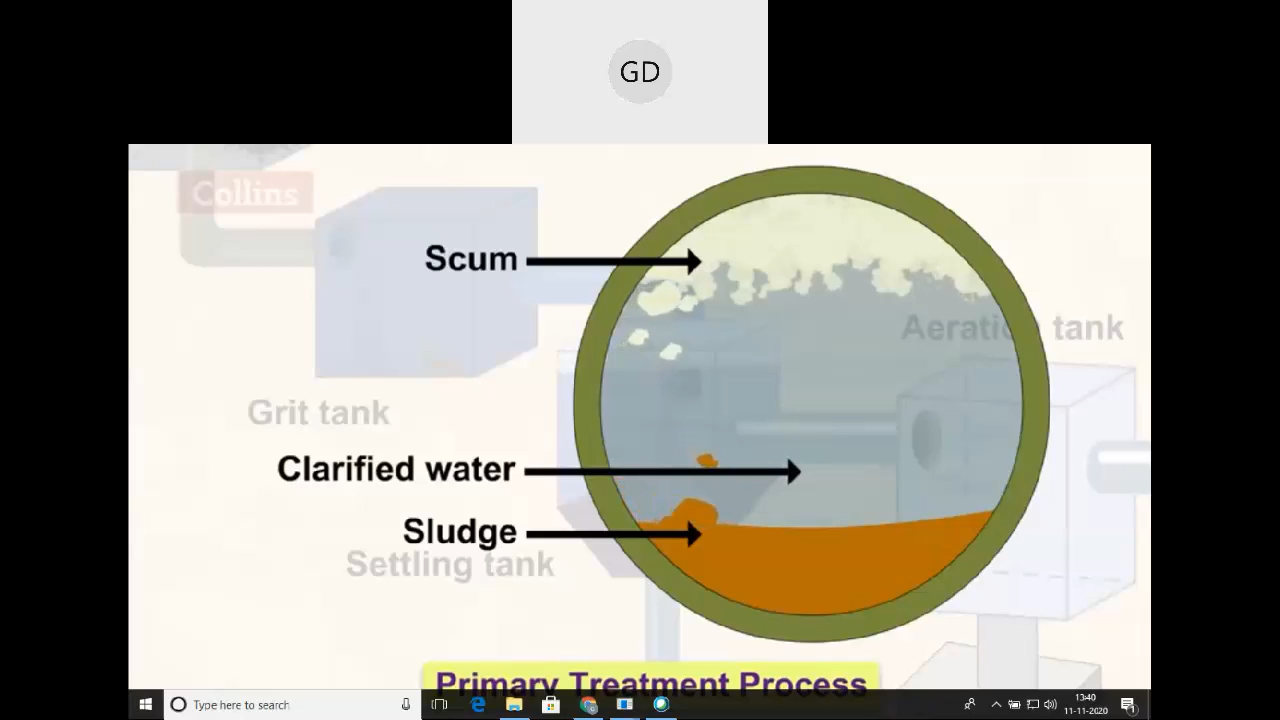 GD
Collins
Scum
Aeration tank
Grit tank
Clarified water
Sludge
Settling tank
Primary Treatment Process
Type here to search
13:40
11-11-2020
1